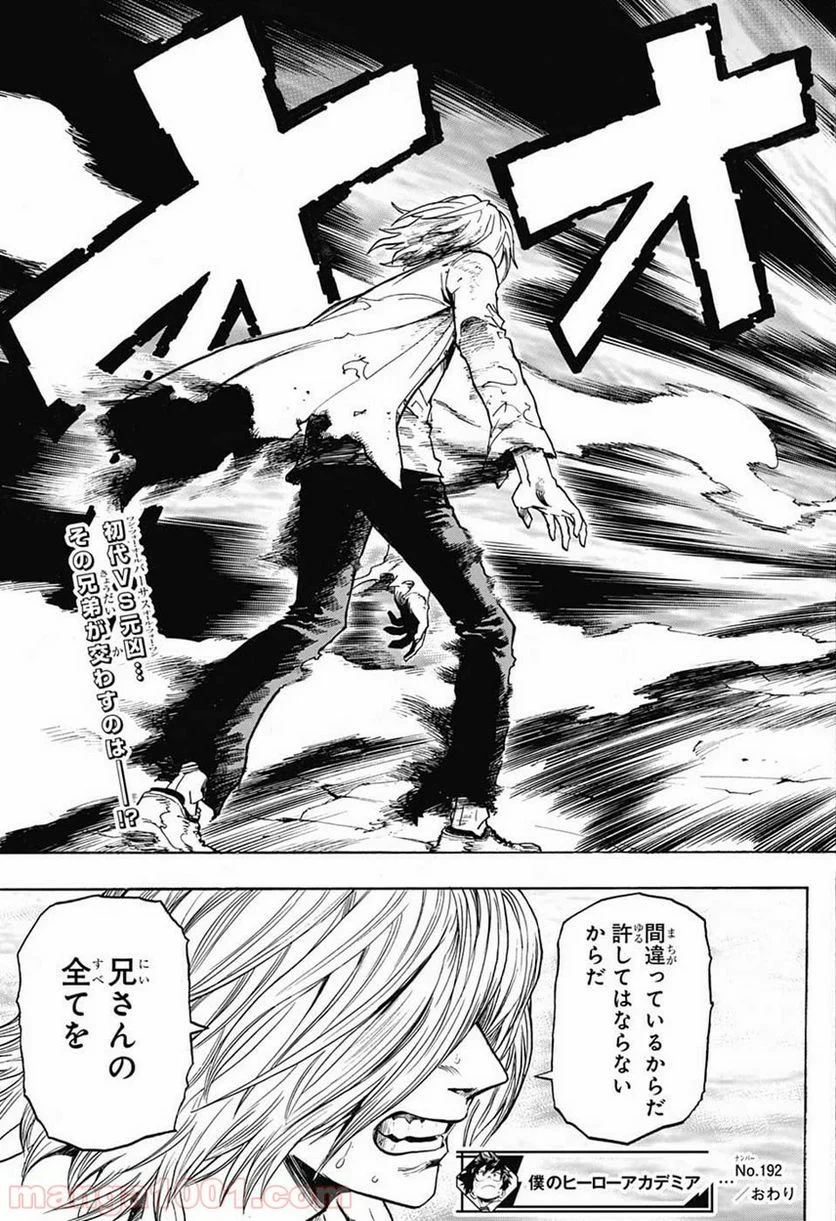 オオ
初代VS元凶…
その兄弟が交わすのは――!?
間違っているからだ
許してはならない
からだ
兄さんの
全てを
僕のヒーローアカデミア
No.192
…／おわり
manga1001.com